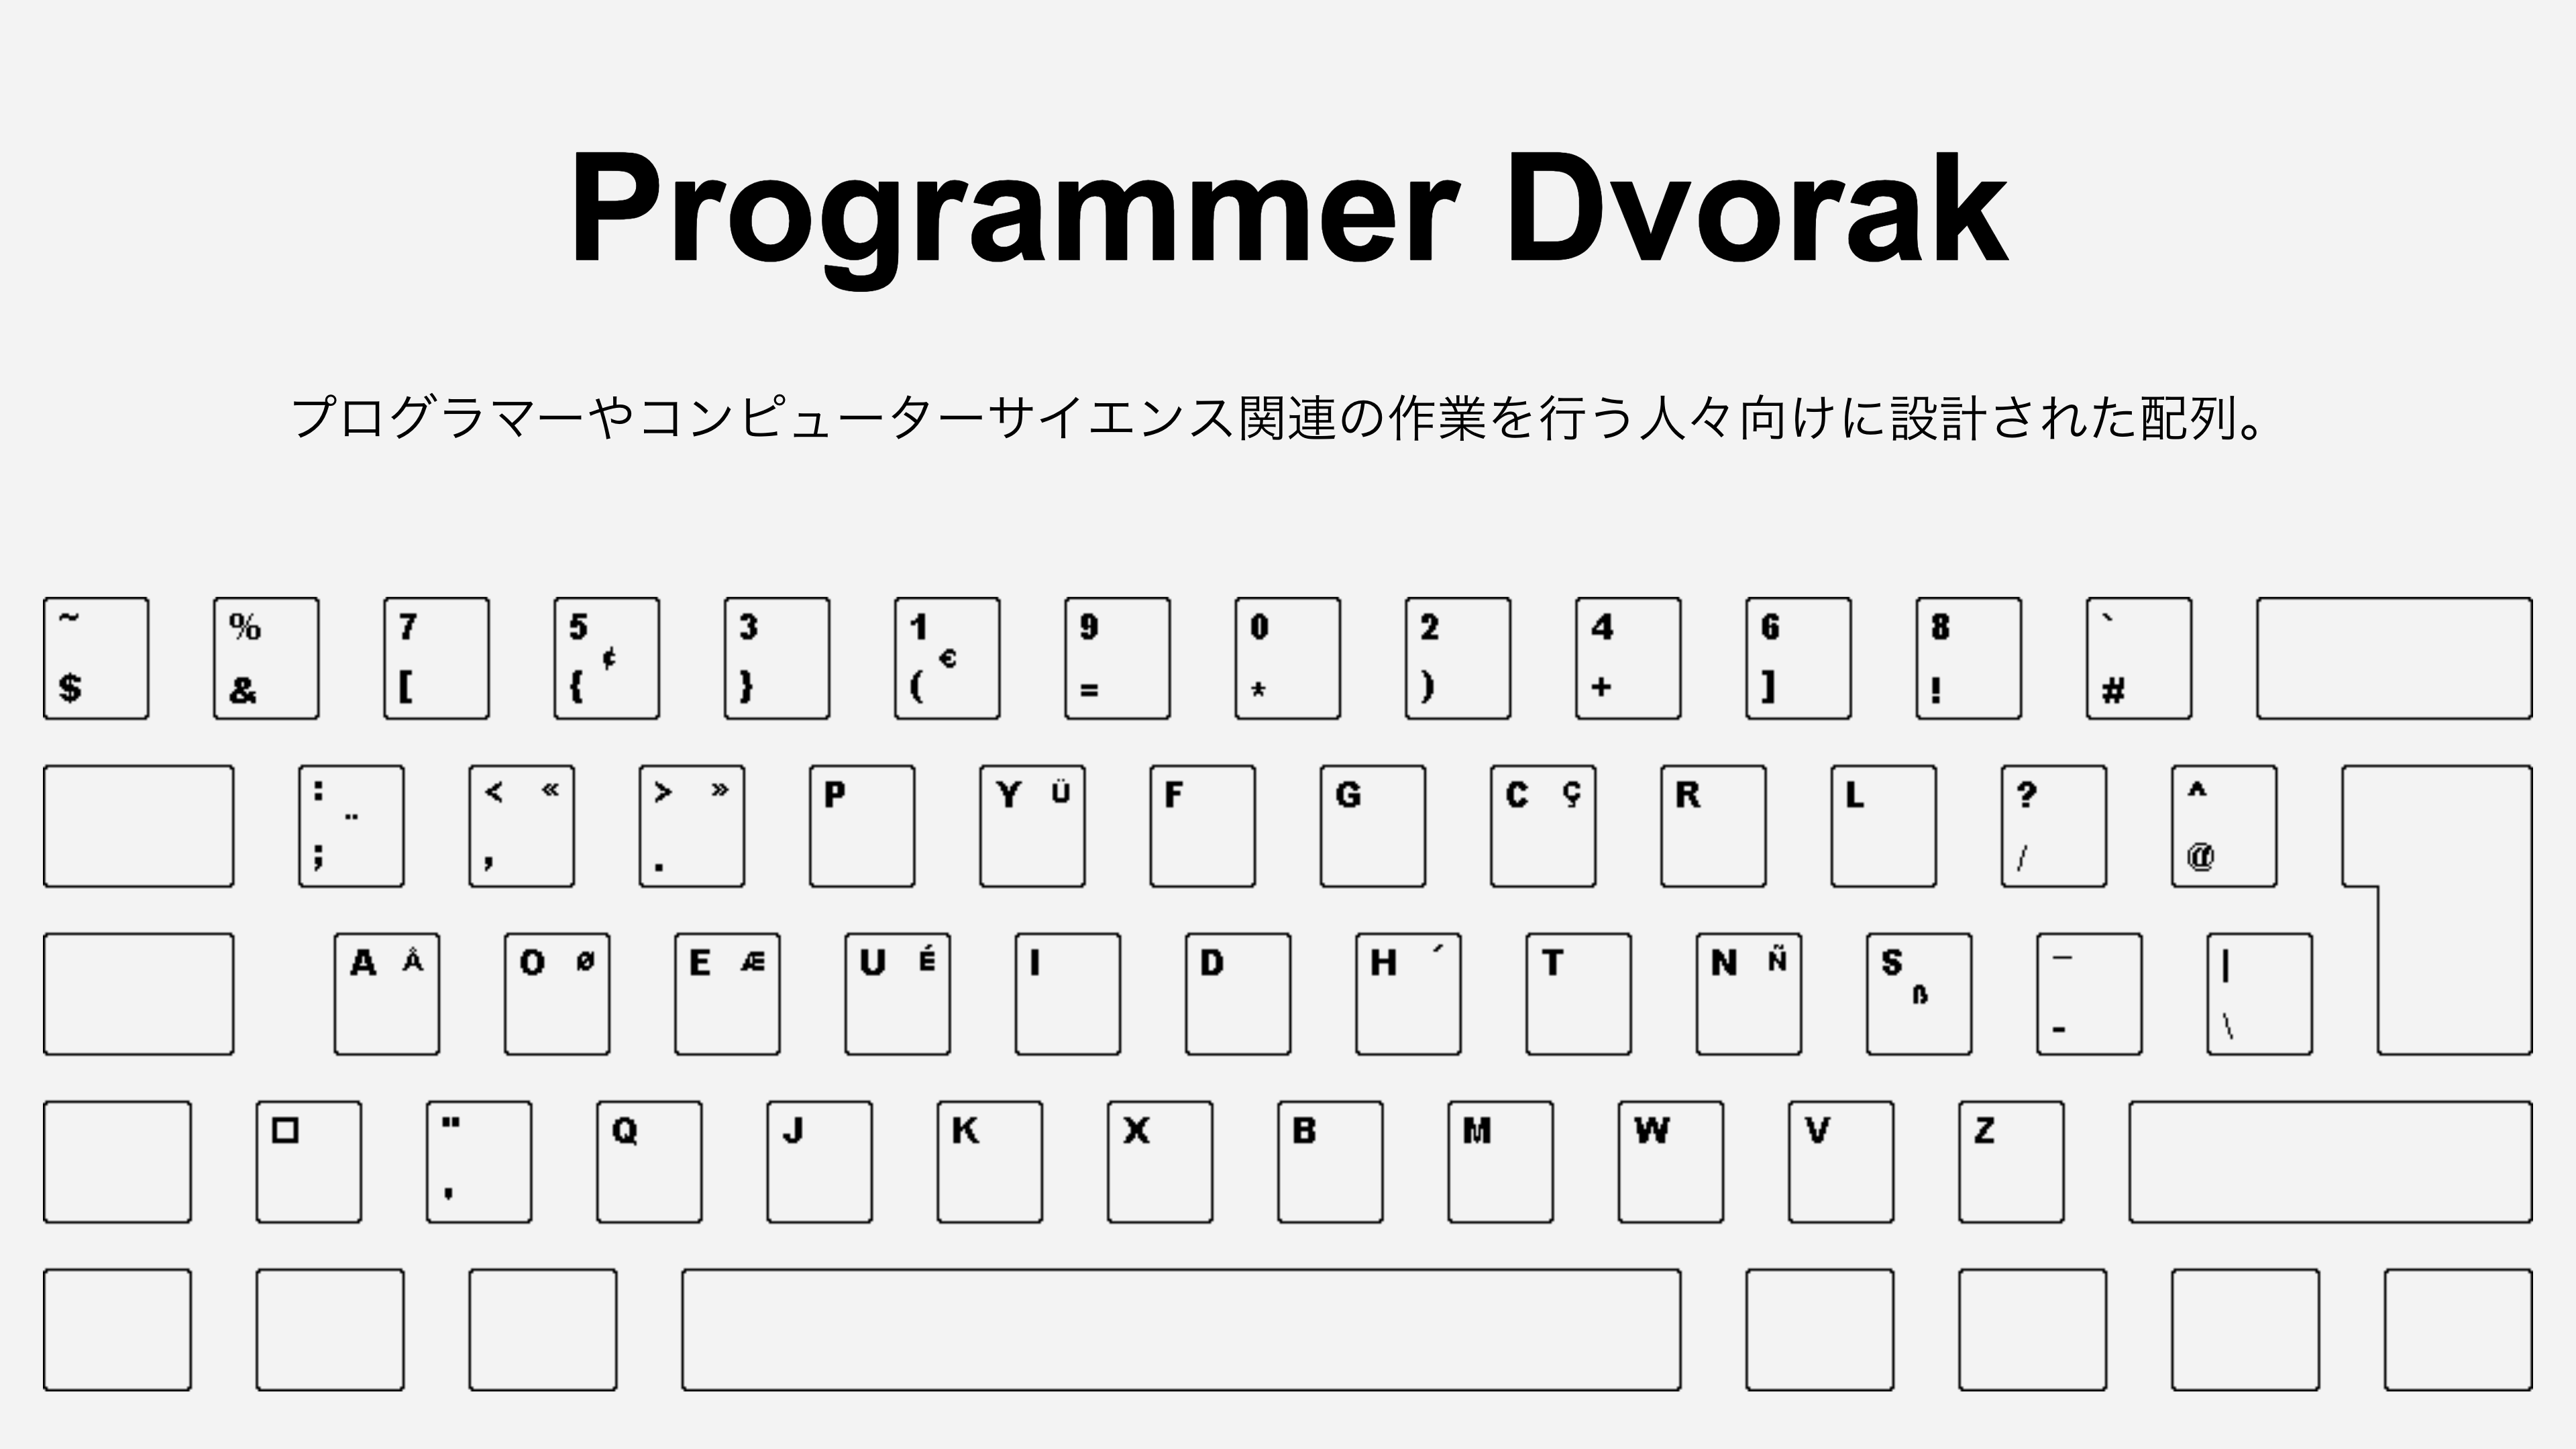 Programmer Dvorak
プログラマーやコンピューターサイエンス関連の作業を行う人々向けに設計された配列。
~ % 7 5 3 1 9 0 2 4 6 8 `
¢ €
$ & [ { } ( = * ) + ] ! #
: < « > » P Y Ü F G C Ç R L ? ^
¨
; , . / @
A Å O Ø E Æ U É I D H ´ T N Ñ S _ |
ß
- \
" Q J K X B M W V Z
'